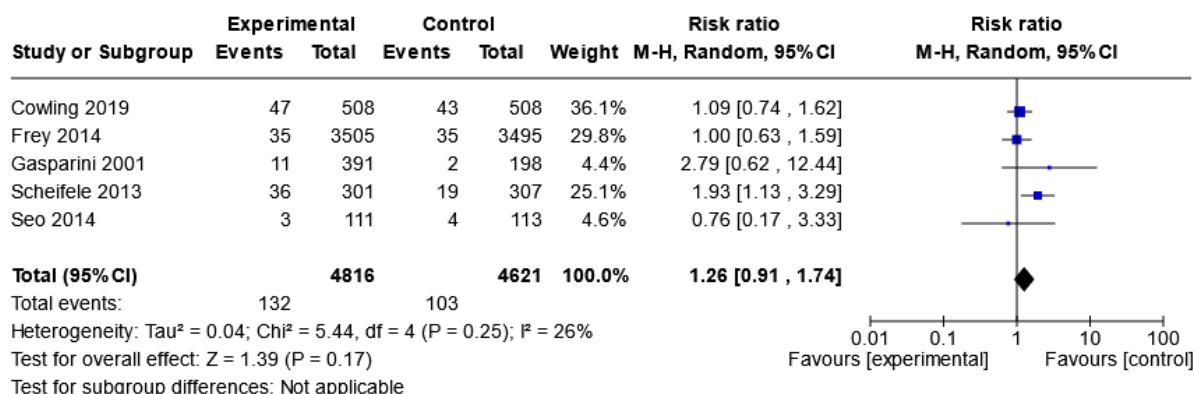 Experimental Control Risk ratio Risk ratio
Study or Subgroup Events Total Events Total Weight M-H, Random, 95% CI M-H, Random, 95% CI
Cowling 2019 47 508 43 508 36.1% 1.09 [0.74 , 1.62]
Frey 2014 35 3505 35 3495 29.8% 1.00 [0.63 , 1.59]
Gasparini 2001 11 391 2 198 4.4% 2.79 [0.62 , 12.44]
Scheifele 2013 36 301 19 307 25.1% 1.93 [1.13 , 3.29]
Seo 2014 3 111 4 113 4.6% 0.76 [0.17 , 3.33]
Total (95% CI) 4816 4621 100.0% 1.26 [0.91 , 1.74]
Total events: 132 103
Heterogeneity: Tau² = 0.04; Chi² = 5.44, df = 4 (P = 0.25); I² = 26%
Test for overall effect: Z = 1.39 (P = 0.17)
Test for subgroup differences: Not applicable
0.01 0.1 1 10 100
Favours [experimental] Favours [control]